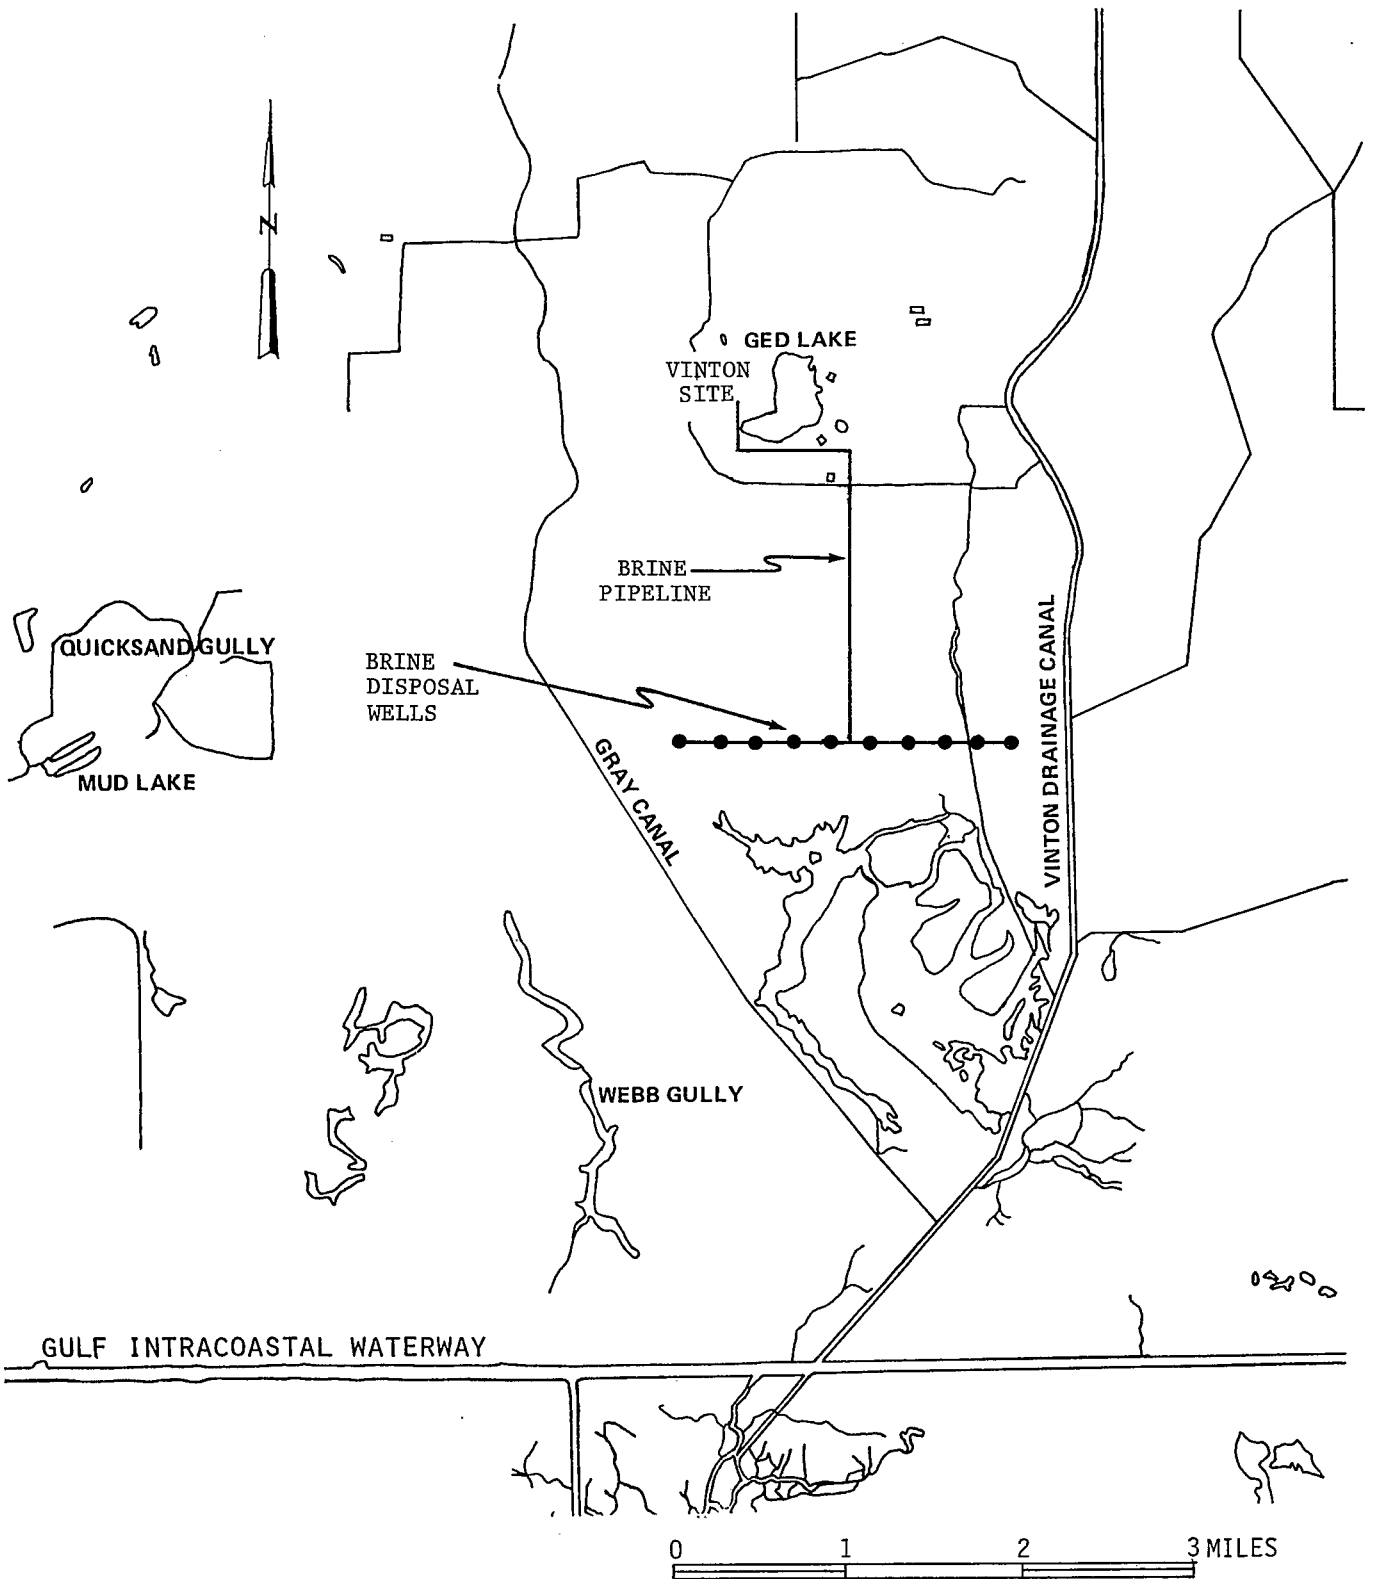 N
GED LAKE
VINTON
SITE
BRINE
PIPELINE
QUICKSAND GULLY
BRINE
DISPOSAL
WELLS
VINTON DRAINAGE CANAL
GRAY CANAL
MUD LAKE
WEBB GULLY
GULF INTRACOASTAL WATERWAY
0 1 2 3 MILES